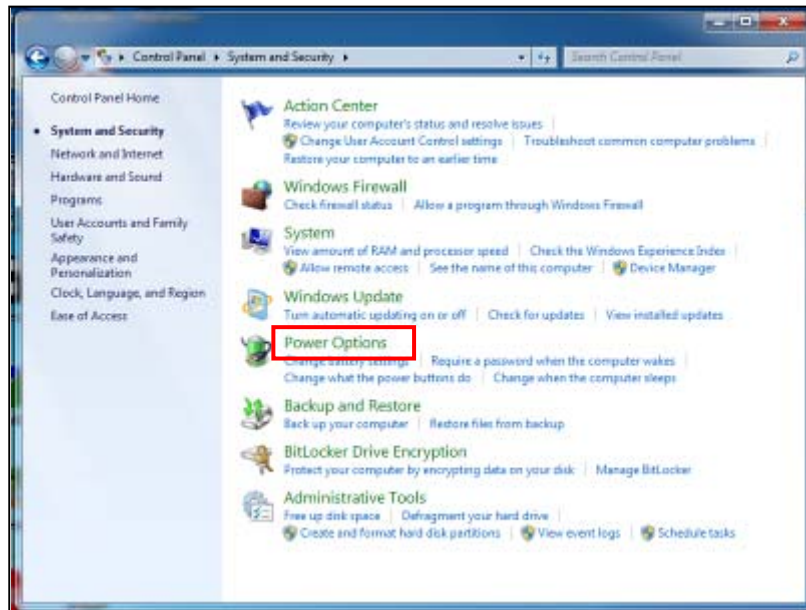 Control Panel ▸ System and Security ▸
Search Control Panel
Control Panel Home
System and Security
Network and Internet
Hardware and Sound
Programs
User Accounts and Family
Safety
Appearance and
Personalization
Clock, Language, and Region
Ease of Access
Action Center
Review your computer's status and resolve issues
Change User Account Control settings | Troubleshoot common computer problems
Restore your computer to an earlier time
Windows Firewall
Check firewall status | Allow a program through Windows Firewall
System
View amount of RAM and processor speed | Check the Windows Experience Index
Allow remote access | See the name of this computer | Device Manager
Windows Update
Turn automatic updating on or off | Check for updates | View installed updates
Power Options
Change battery settings | Require a password when the computer wakes
Change what the power buttons do | Change when the computer sleeps
Backup and Restore
Back up your computer | Restore files from backup
BitLocker Drive Encryption
Protect your computer by encrypting data on your disk | Manage BitLocker
Administrative Tools
Free up disk space | Defragment your hard drive
Create and format hard disk partitions | View event logs | Schedule tasks